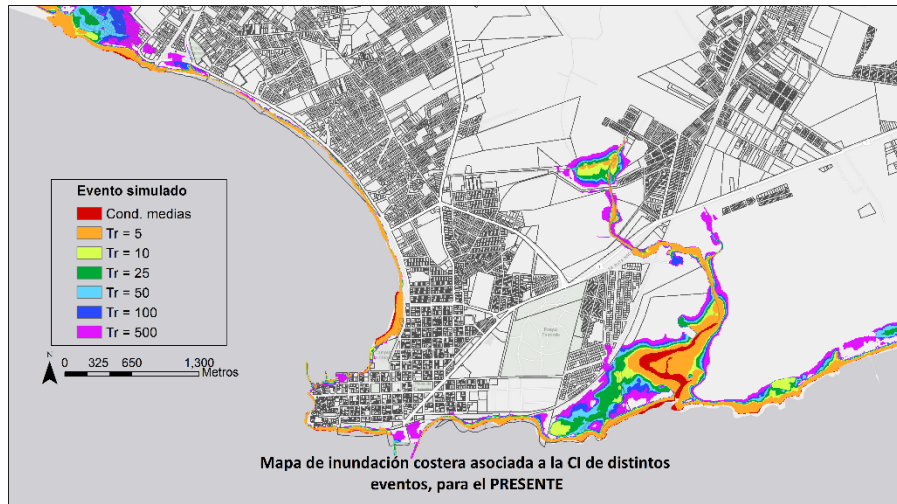 Evento simulado
Cond. medias
Tr = 5
Tr = 10
Tr = 25
Tr = 50
Tr = 100
Tr = 500
N
0 325 650 1,300
Metros
Mapa de inundación costera asociada a la CI de distintos
eventos, para el PRESENTE